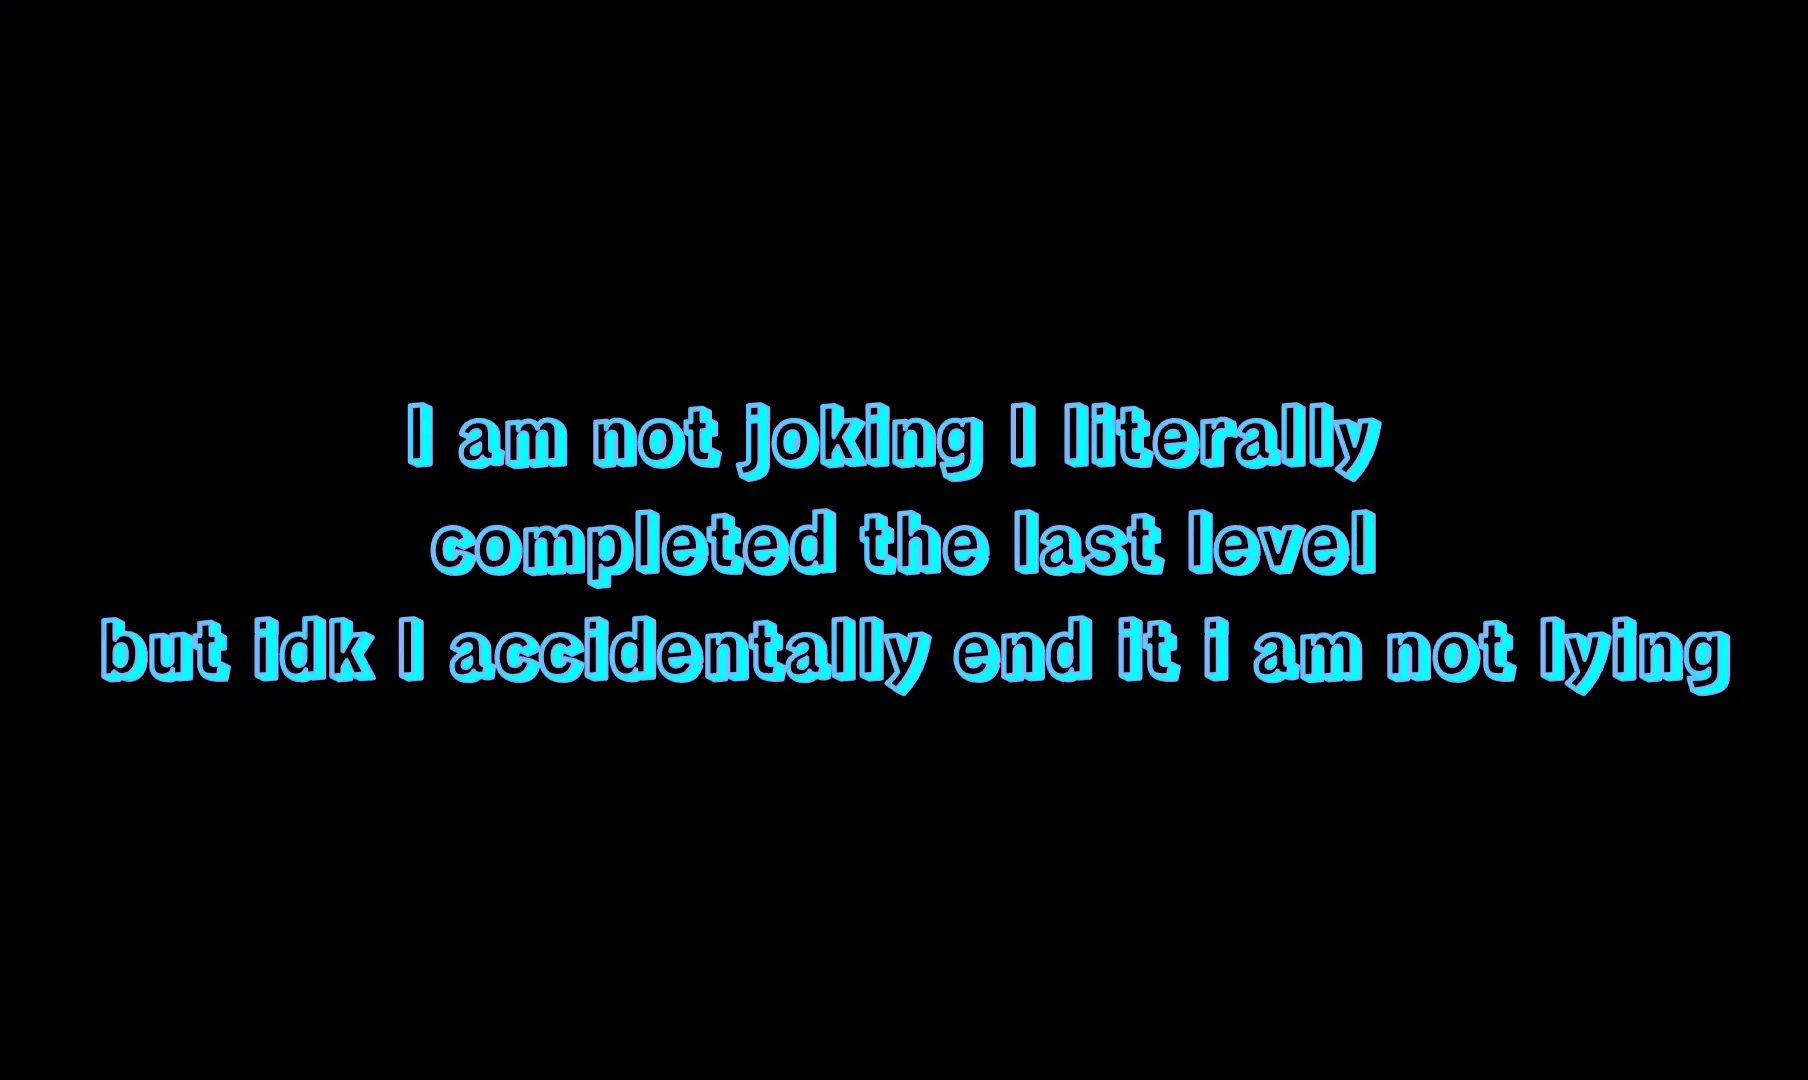 I am not joking I literally
completed the last level
but idk I accidentally end it i am not lying